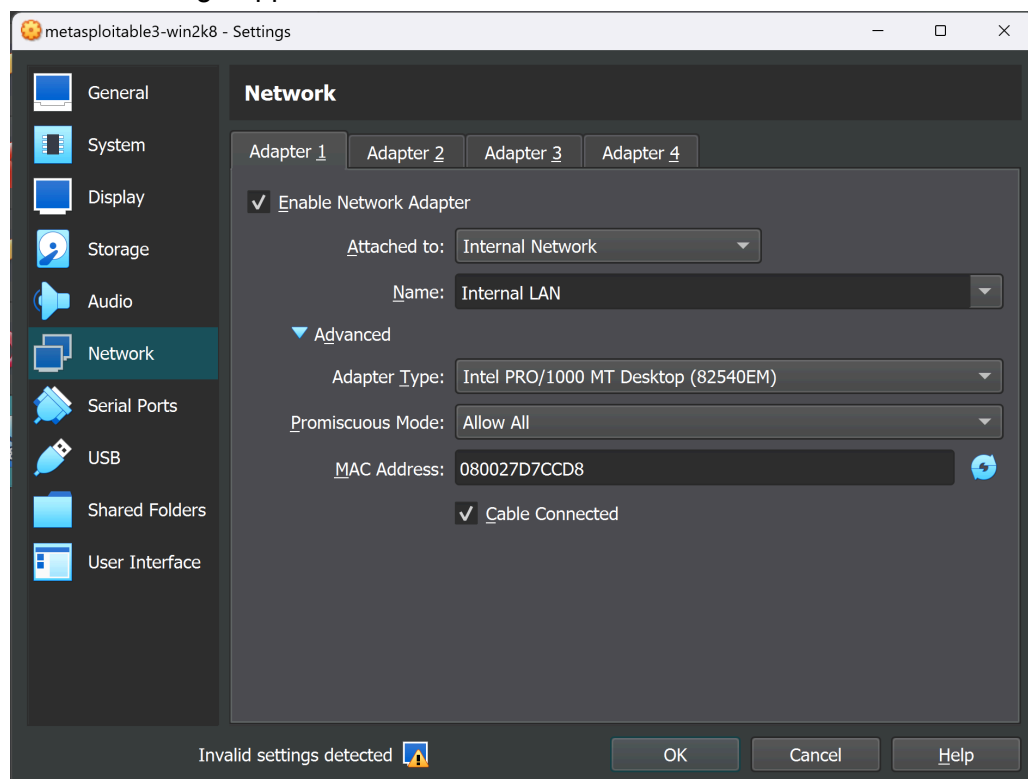 metasploitable3-win2k8 - Settings
General
System
Display
Storage
Audio
Network
Serial Ports
USB
Shared Folders
User Interface
Network
Adapter 1 Adapter 2 Adapter 3 Adapter 4
Enable Network Adapter
Attached to: Internal Network
Name: Internal LAN
Advanced
Adapter Type: Intel PRO/1000 MT Desktop (82540EM)
Promiscuous Mode: Allow All
MAC Address: 080027D7CCD8
Cable Connected
Invalid settings detected OK Cancel Help